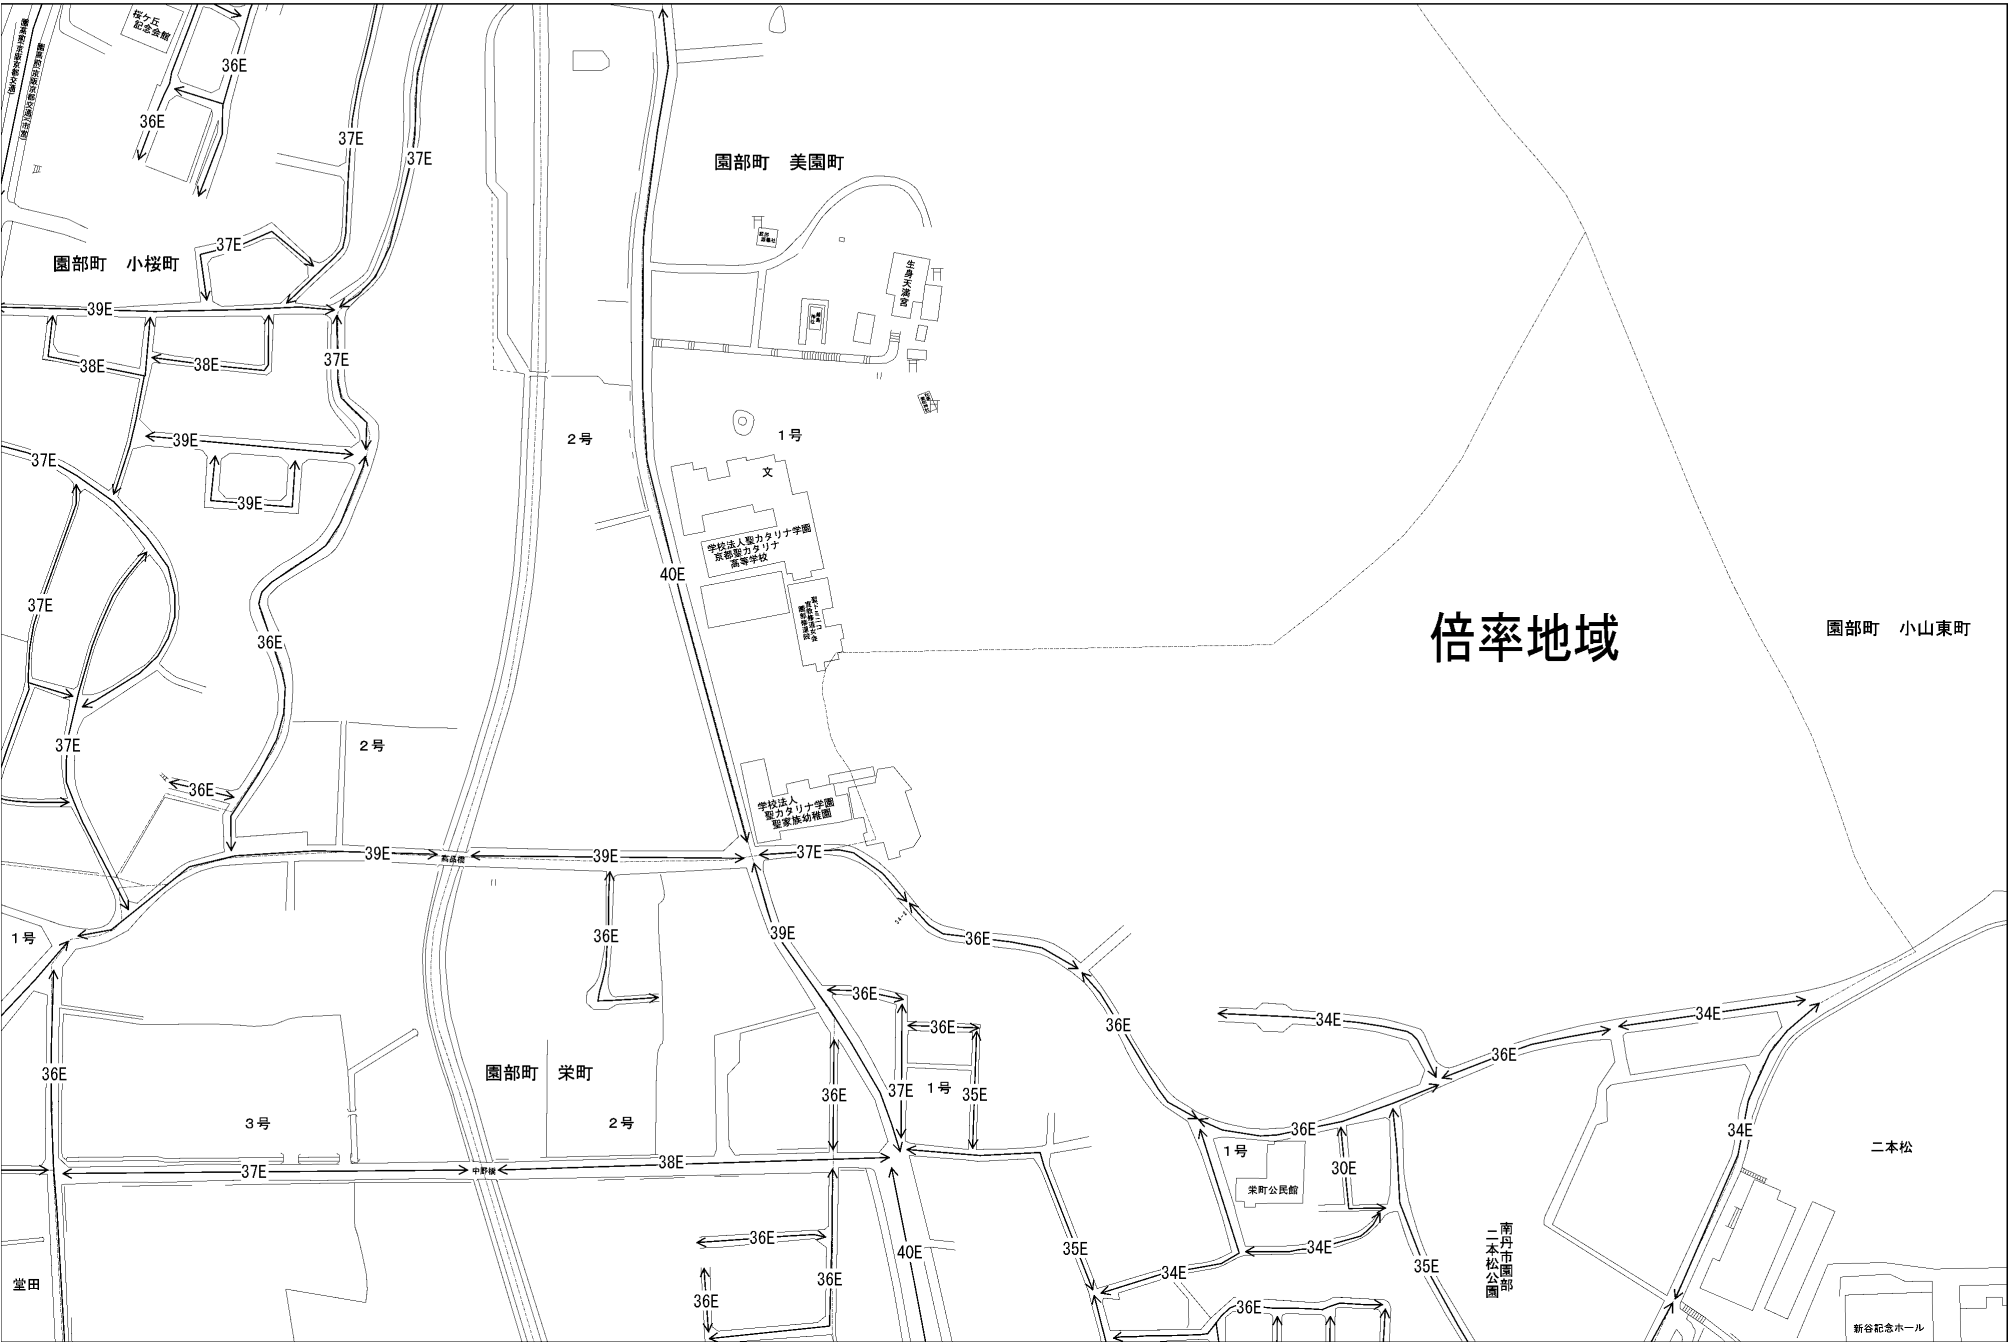 桜ケ丘
記念会館
36E
36E
37E
37E
園部町　美園町
37E
園部町　小桜町
生身天満宮
39E
37E
38E
38E
39E
2号
1号
文
37E
39E
学校法人聖カタリナ学園
京都聖カタリナ
高等学校
40E
37E
36E
倍率地域
園部町　小山東町
37E
2号
36E
学校法人
聖カタリナ学園
聖家族幼稚園
39E
39E
37E
1号
36E
39E
36E
36E
36E
36E
34E
34E
36E
36E
園部町　栄町
36E
37E
1号
35E
3号
2号
36E
34E
37E
中野橋
38E
1号
30E
二本松
栄町公民館
36E
40E
35E
34E
35E
南丹市園部
二本松公園
堂田
36E
34E
36E
36E
新谷記念ホール